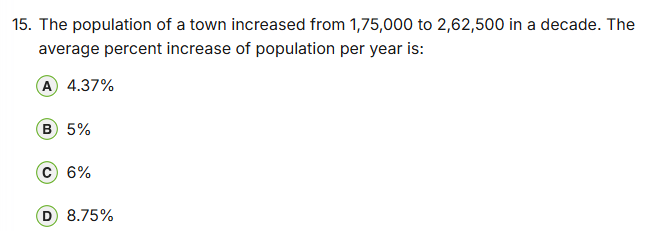 15. The population of a town increased from 1,75,000 to 2,62,500 in a decade. The
average percent increase of population per year is:
A 4.37%
B 5%
C 6%
D 8.75%